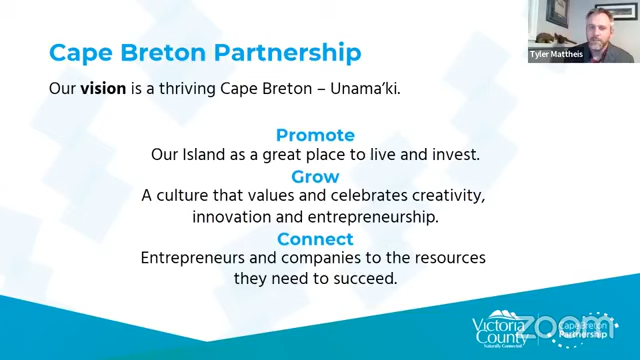 Cape Breton Partnership
Tyler Mattheis
Our vision is a thriving Cape Breton – Unama'ki.
Promote
Our Island as a great place to live and invest.
Grow
A culture that values and celebrates creativity,
innovation and entrepreneurship.
Connect
Entrepreneurs and companies to the resources
they need to succeed.
Victoria
County
Naturally Connected
Cape Breton
Partnership
zoom